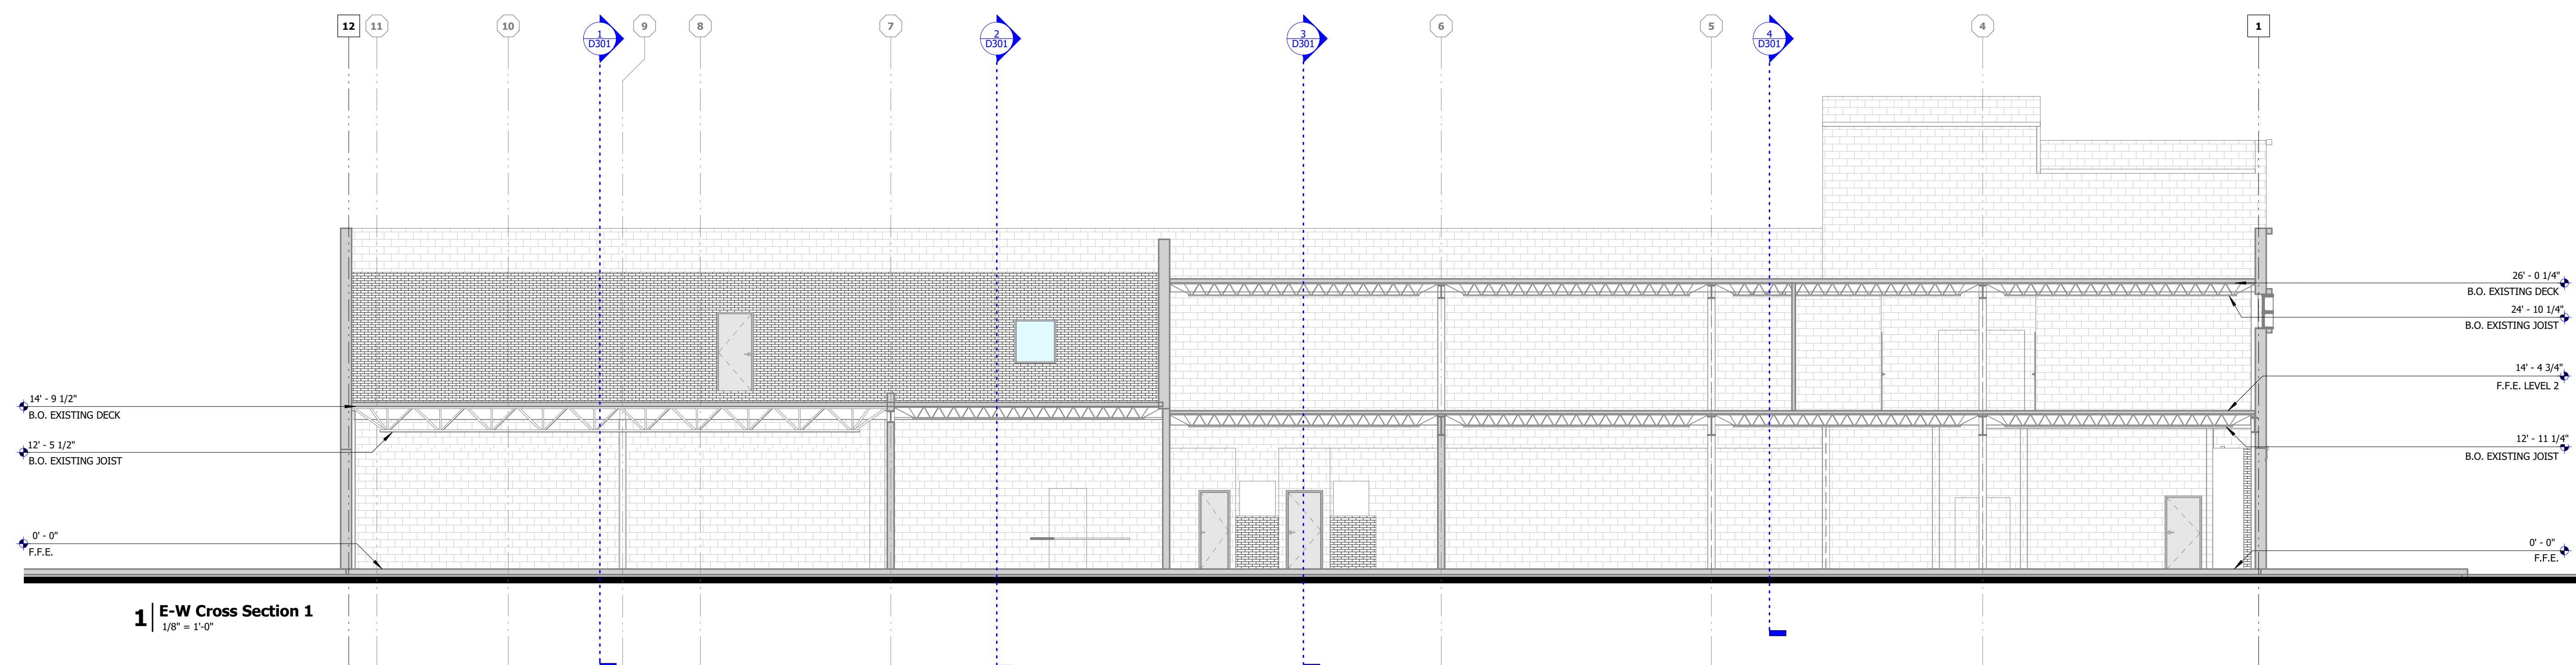 12
11
10
1
D301
9
8
7
2
D301
3
D301
6
5
4
D301
4
1
26' - 0 1/4"
B.O. EXISTING DECK
24' - 10 1/4"
B.O. EXISTING JOIST
14' - 4 3/4"
F.F.E. LEVEL 2
14' - 9 1/2"
B.O. EXISTING DECK
12' - 5 1/2"
B.O. EXISTING JOIST
12' - 11 1/4"
B.O. EXISTING JOIST
0' - 0"
F.F.E.
0' - 0"
F.F.E.
1
E-W Cross Section 1
1/8" = 1'-0"